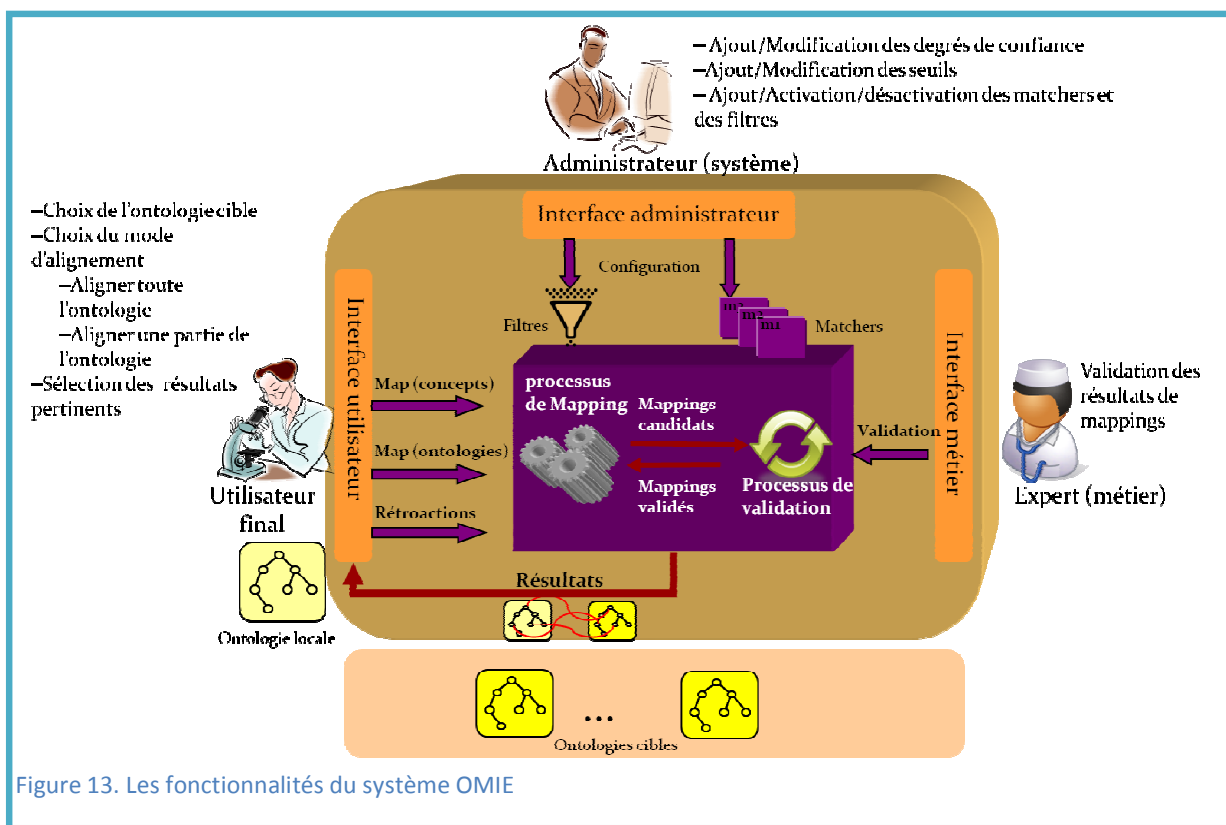 –Ajout/Modification des degrés de confiance
–Ajout/Modification des seuils
–Ajout/Activation/désactivation des matchers et
des filtres
Administrateur (système)
–Choix de l'ontologie cible
–Choix du mode
d'alignement
–Aligner toute
l'ontologie
–Aligner une partie de
l'ontologie
–Sélection des résultats
pertinents
Utilisateur
final
Ontologie locale
Interface administrateur
Configuration
Filtres
m2
m1
Matchers
Interface utilisateur
Map (concepts)
Map (ontologies)
Rétroactions
processus
de Mapping
Mappings
candidats
Mappings
validés
Processus de
validation
Validation
Interface métier
Validation des
résultats de
mappings
Expert (métier)
Résultats
...
Ontologies cibles
Figure 13. Les fonctionnalités du système OMIE